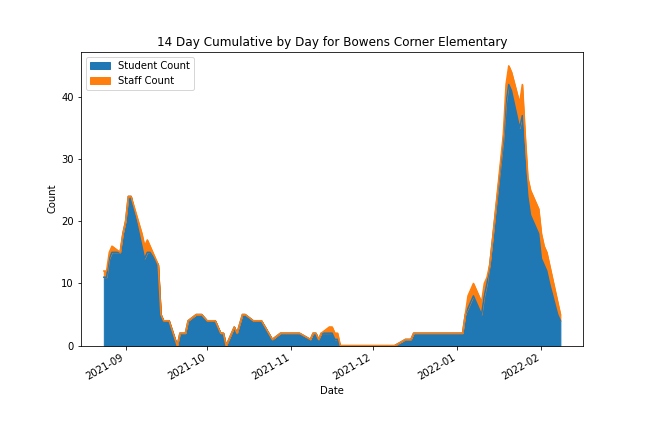 14 Day Cumulative by Day for Bowens Corner Elementary
Student Count
Staff Count
40
30
20
10
0
Count
2021-09
2021-10
2021-11
2021-12
2022-01
2022-02
Date